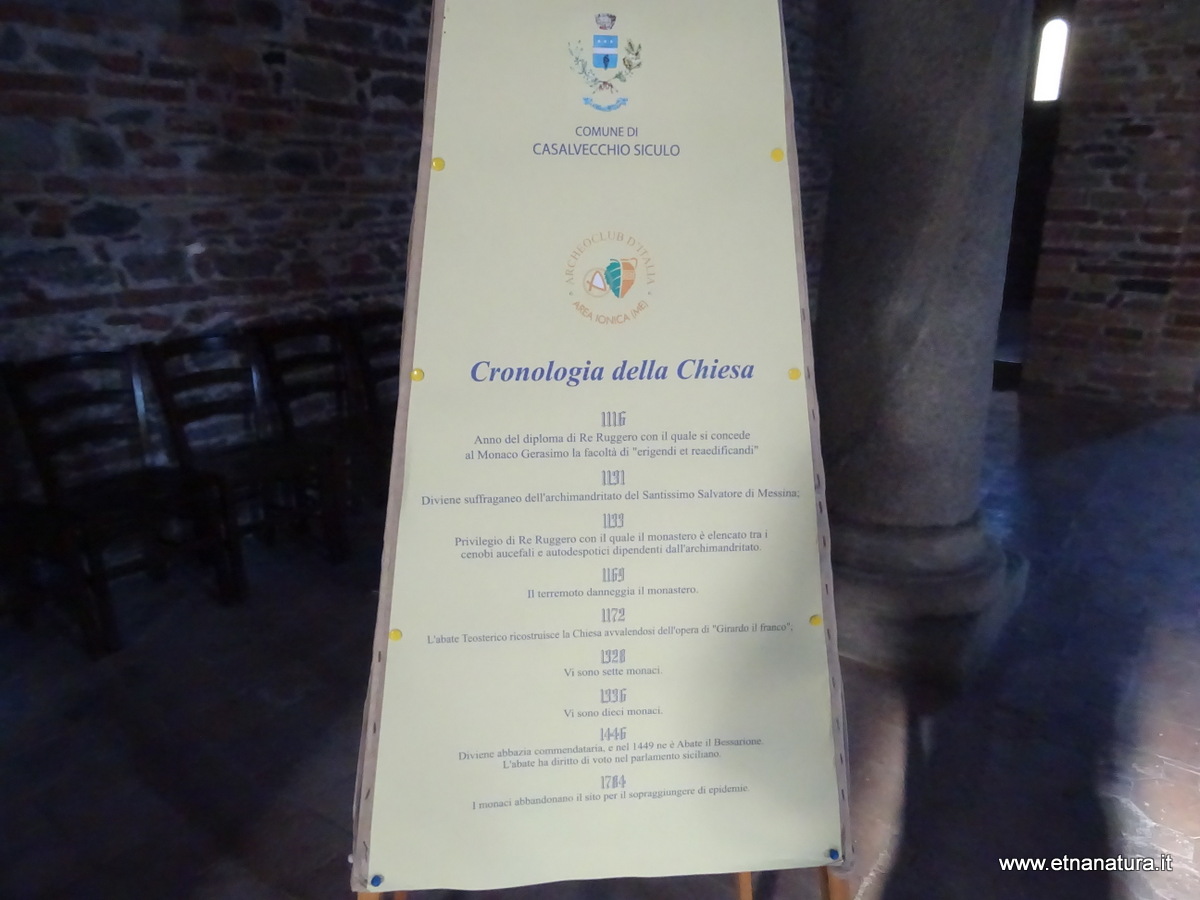 COMUNE DI
CASALVECCHIO SICULO
ARCHEOCLUB D'ITALIA
AREA IONICA (ME)
Cronologia della Chiesa
1116
Anno del diploma di Re Ruggero con il quale si concede
al Monaco Gerasimo la facoltà di "erigendi et reaedificandi"
1131
Diviene suffraganeo dell'archimandritato del Santissimo Salvatore di Messina;
1133
Privilegio di Re Ruggero con il quale il monastero è elencato tra i
cenobi aucefali e autodespotici dipendenti dall'archimandritato.
1169
Il terremoto danneggia il monastero.
1172
L'abate Teosterico ricostruisce la Chiesa avvalendosi dell'opera di "Girardo il franco";
1328
Vi sono sette monaci.
1336
Vi sono dieci monaci.
1446
Diviene abbazia commendataria, e nel 1449 ne è Abate il Bessarione.
L'abate ha diritto di voto nel parlamento siciliano.
1784
I monaci abbandonano il sito per il sopraggiungere di epidemie.
www.etnanatura.it